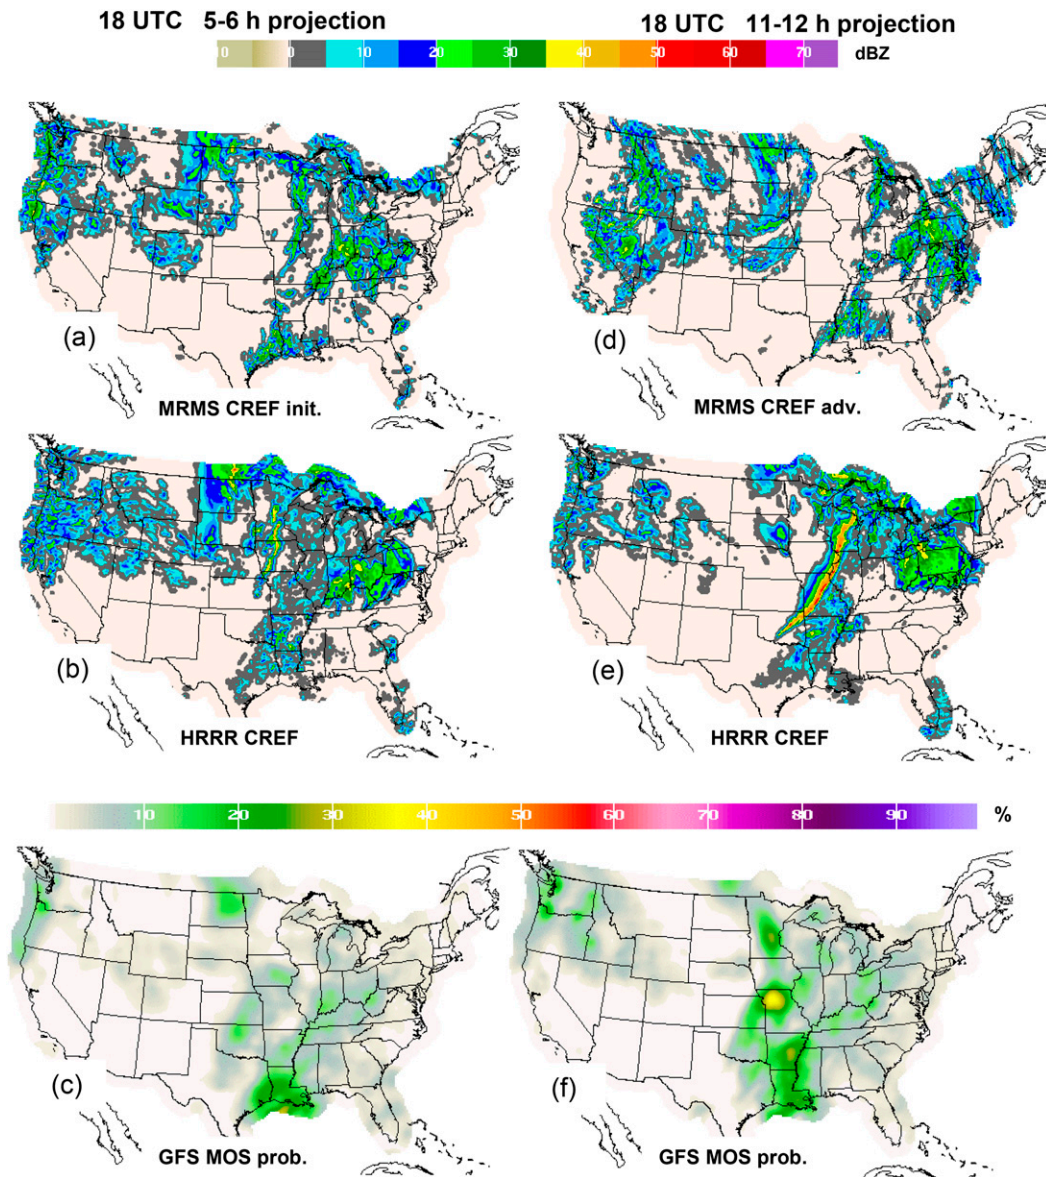 18 UTC 5-6 h projection
18 UTC 11-12 h projection
10 0 10 20 30 40 50 60 70 dBZ
(a)
MRMS CREF init.
(d)
MRMS CREF adv.
(b)
HRRR CREF
(e)
HRRR CREF
10 20 30 40 50 60 70 80 90 %
(c)
GFS MOS prob.
(f)
GFS MOS prob.